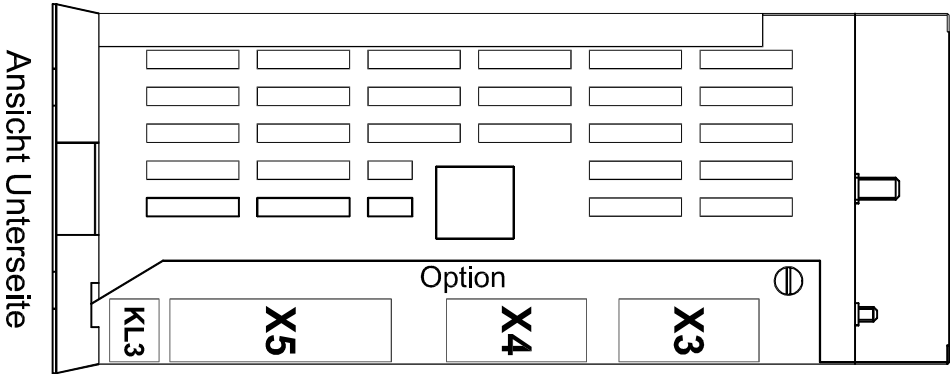 Ansicht Unterseite
Option
KL3
X5
X4
X3